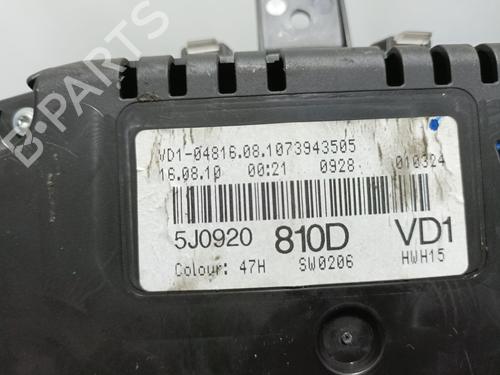 VD1-04816.08.1073943505
16.08.10 00:21 0928 010324
5J0920 810D VD1
Colour: 47H SW0206 HWH15
B-PARTS